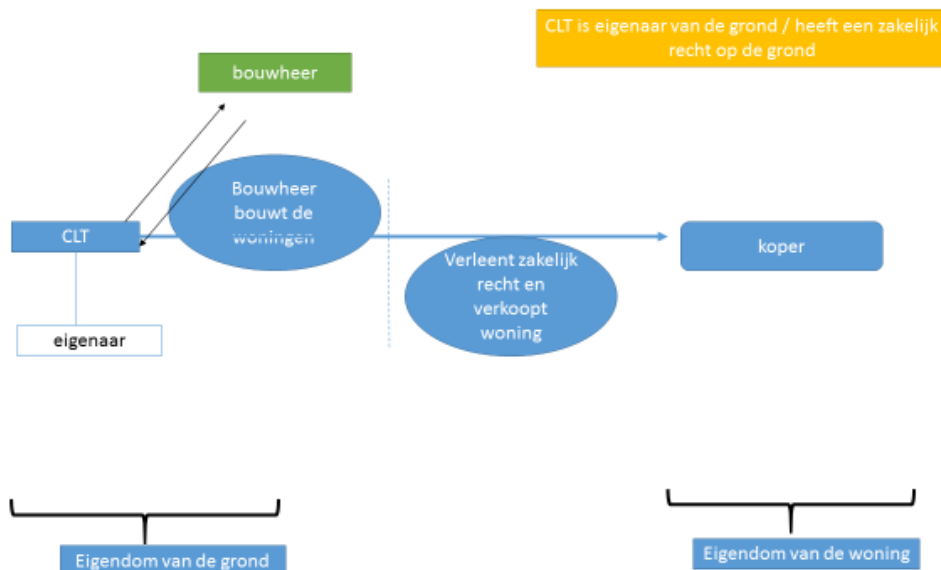 CLT is eigenaar van de grond / heeft een zakelijk
recht op de grond
bouwheer
Bouwheer
bouwt de
woningen
CLT
koper
Verleent zakelijk
recht en
verkoopt
woning
eigenaar
Eigendom van de grond
Eigendom van de woning